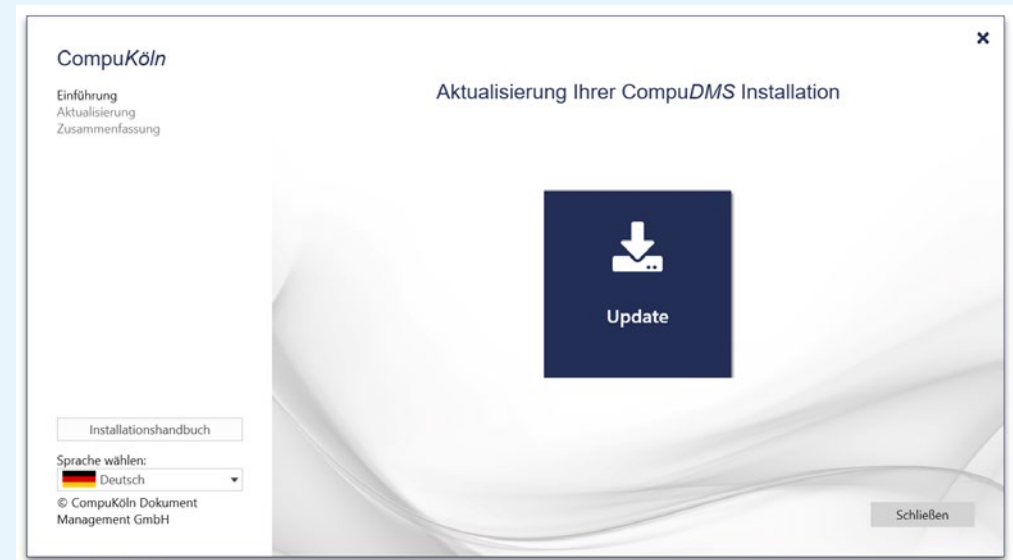 CompuKöln
Einführung
Aktualisierung
Zusammenfassung
Aktualisierung Ihrer CompuDMS Installation
Update
Installationshandbuch
Sprache wählen:
Deutsch
© CompuKöln Dokument
Management GmbH
Schließen